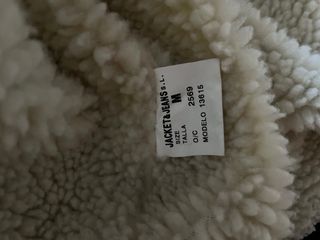 JACKET&JEANS S.L.
SIZE M
TALLA
O/C 2569
MODELO 13615